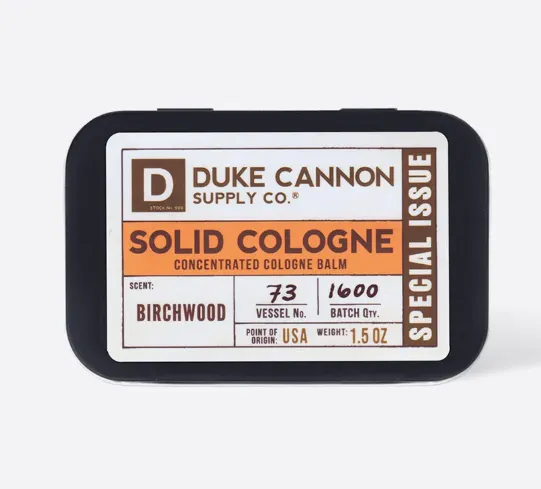 D
DUKE CANNON
SUPPLY CO.®
SOLID COLOGNE
CONCENTRATED COLOGNE BALM
SCENT:
BIRCHWOOD
73
VESSEL No.
1600
BATCH QTY.
POINT OF
ORIGIN: USA
WEIGHT: 1.5 OZ
SPECIAL ISSUE